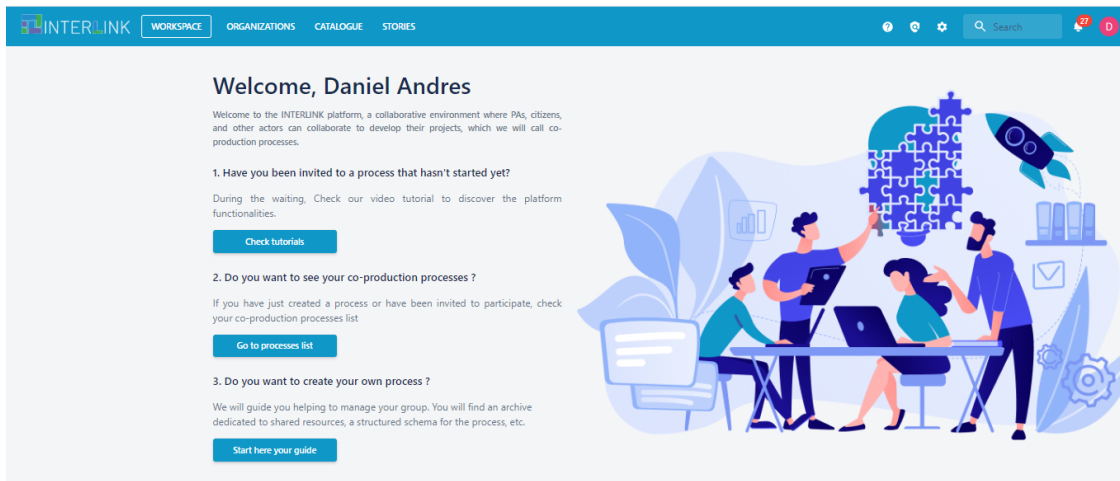 INTERLINK WORKSPACE ORGANIZATIONS CATALOGUE STORIES Search 27 D
Welcome, Daniel Andres
Welcome to the INTERLINK platform, a collaborative environment where PAs, citizens,
and other actors can collaborate to develop their projects, which we will call co-
production processes.
1. Have you been invited to a process that hasn't started yet?
During the waiting, Check our video tutorial to discover the platform
functionalities.
Check tutorials
2. Do you want to see your co-production processes ?
If you have just created a process or have been invited to participate, check
your co-production processes list
Go to processes list
3. Do you want to create your own process ?
We will guide you helping to manage your group. You will find an archive
dedicated to shared resources, a structured schema for the process, etc.
Start here your guide